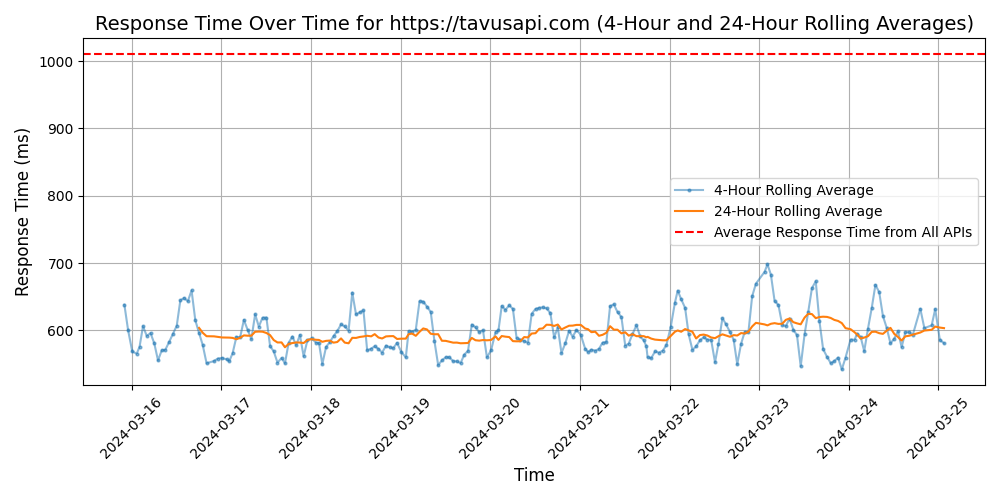 Response Time Over Time for https://tavusapi.com (4-Hour and 24-Hour Rolling Averages)
Response Time (ms)
1000
900
800
700
600
4-Hour Rolling Average
24-Hour Rolling Average
Average Response Time from All APIs
2024-03-16
2024-03-17
2024-03-18
2024-03-19
2024-03-20
2024-03-21
2024-03-22
2024-03-23
2024-03-24
2024-03-25
Time